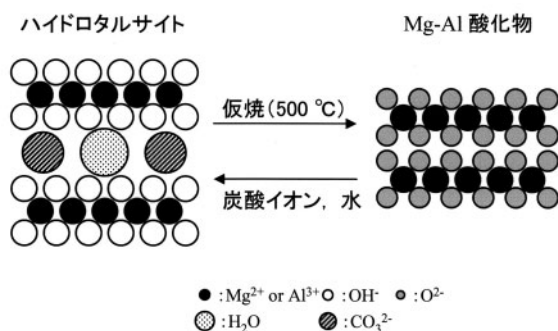 ハイドロタルサイト
Mg-Al 酸化物
仮焼(500 ℃)
炭酸イオン, 水
:Mg²⁺ or Al³⁺ :OH⁻ :O²⁻
:H₂O :CO₃²⁻